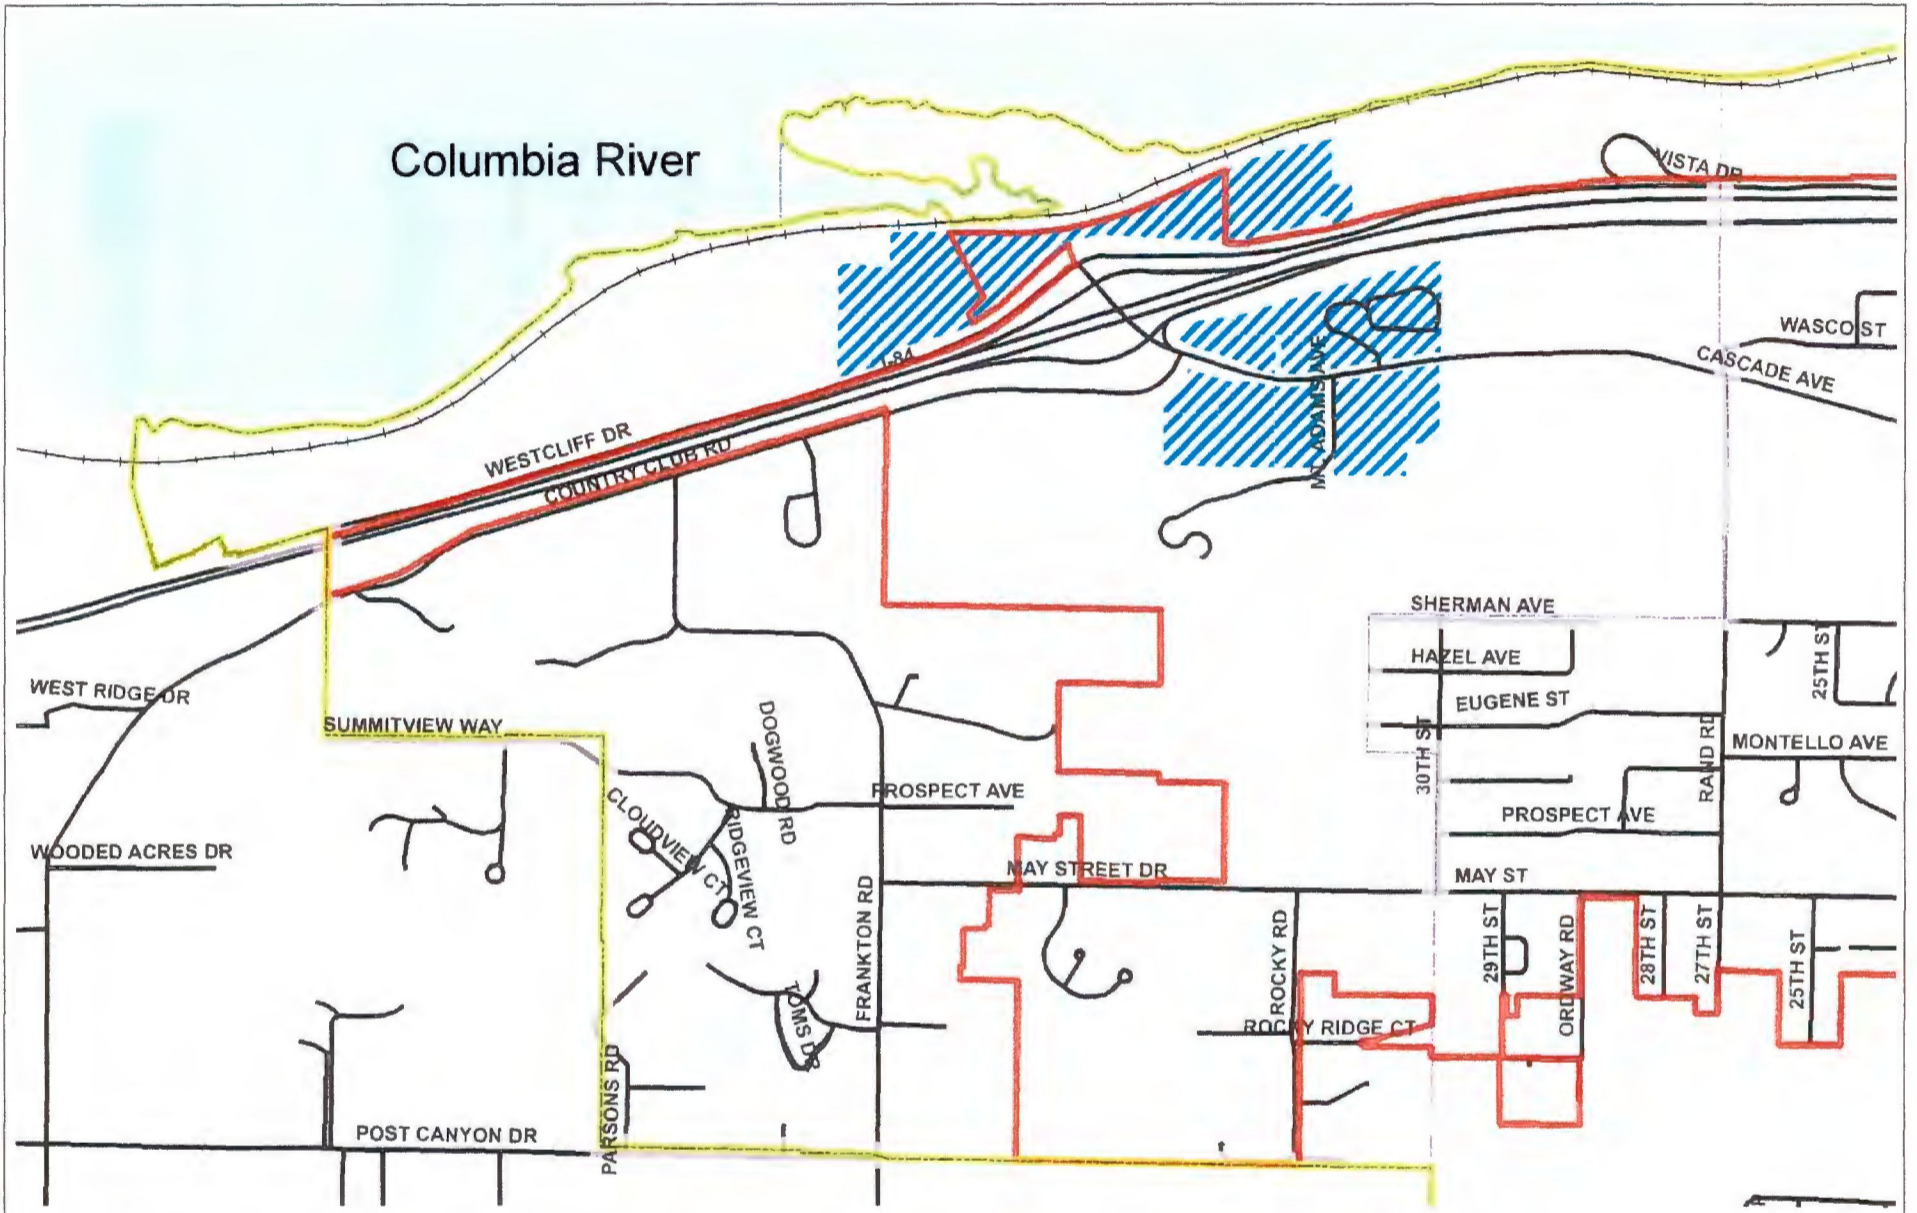 Columbia River
VISTA DR
WASCO ST
CASCADE AVE
I-84
MT. ADAMS AVE
WESTCLIFF DR
COUNTRY CLUB RD
SHERMAN AVE
HAZEL AVE
25TH ST
WEST RIDGE DR
EUGENE ST
SUMMITVIEW WAY
DOGWOOD RD
30TH ST
RAND RD
MONTELLO AVE
PROSPECT AVE
CLOUDVIEW CT
RIDGEVIEW CT
PROSPECT AVE
WOODED ACRES DR
MAY STREET DR
MAY ST
FRANKTON RD
ROCKY RD
29TH ST
ORDWAY RD
28TH ST
27TH ST
25TH ST
TOMS DR
ROCKY RIDGE CT
PARSONS RD
POST CANYON DR